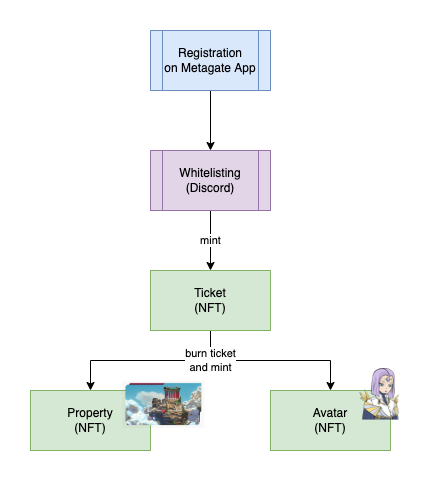 Registration
on Metagate App
Whitelisting
(Discord)
mint
Ticket
(NFT)
burn ticket
and mint
Property
(NFT)
Avatar
(NFT)